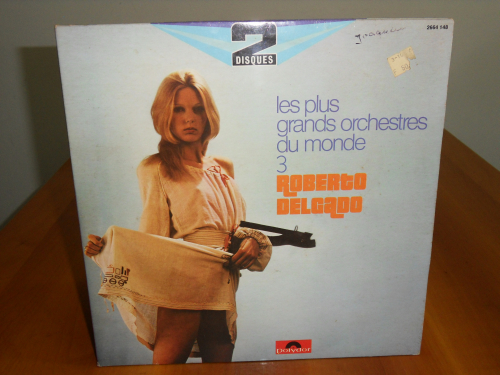 2
DISQUES
2664 148
les plus
grands orchestres
du monde
3
ROBERTO
DELGADO
Polydor